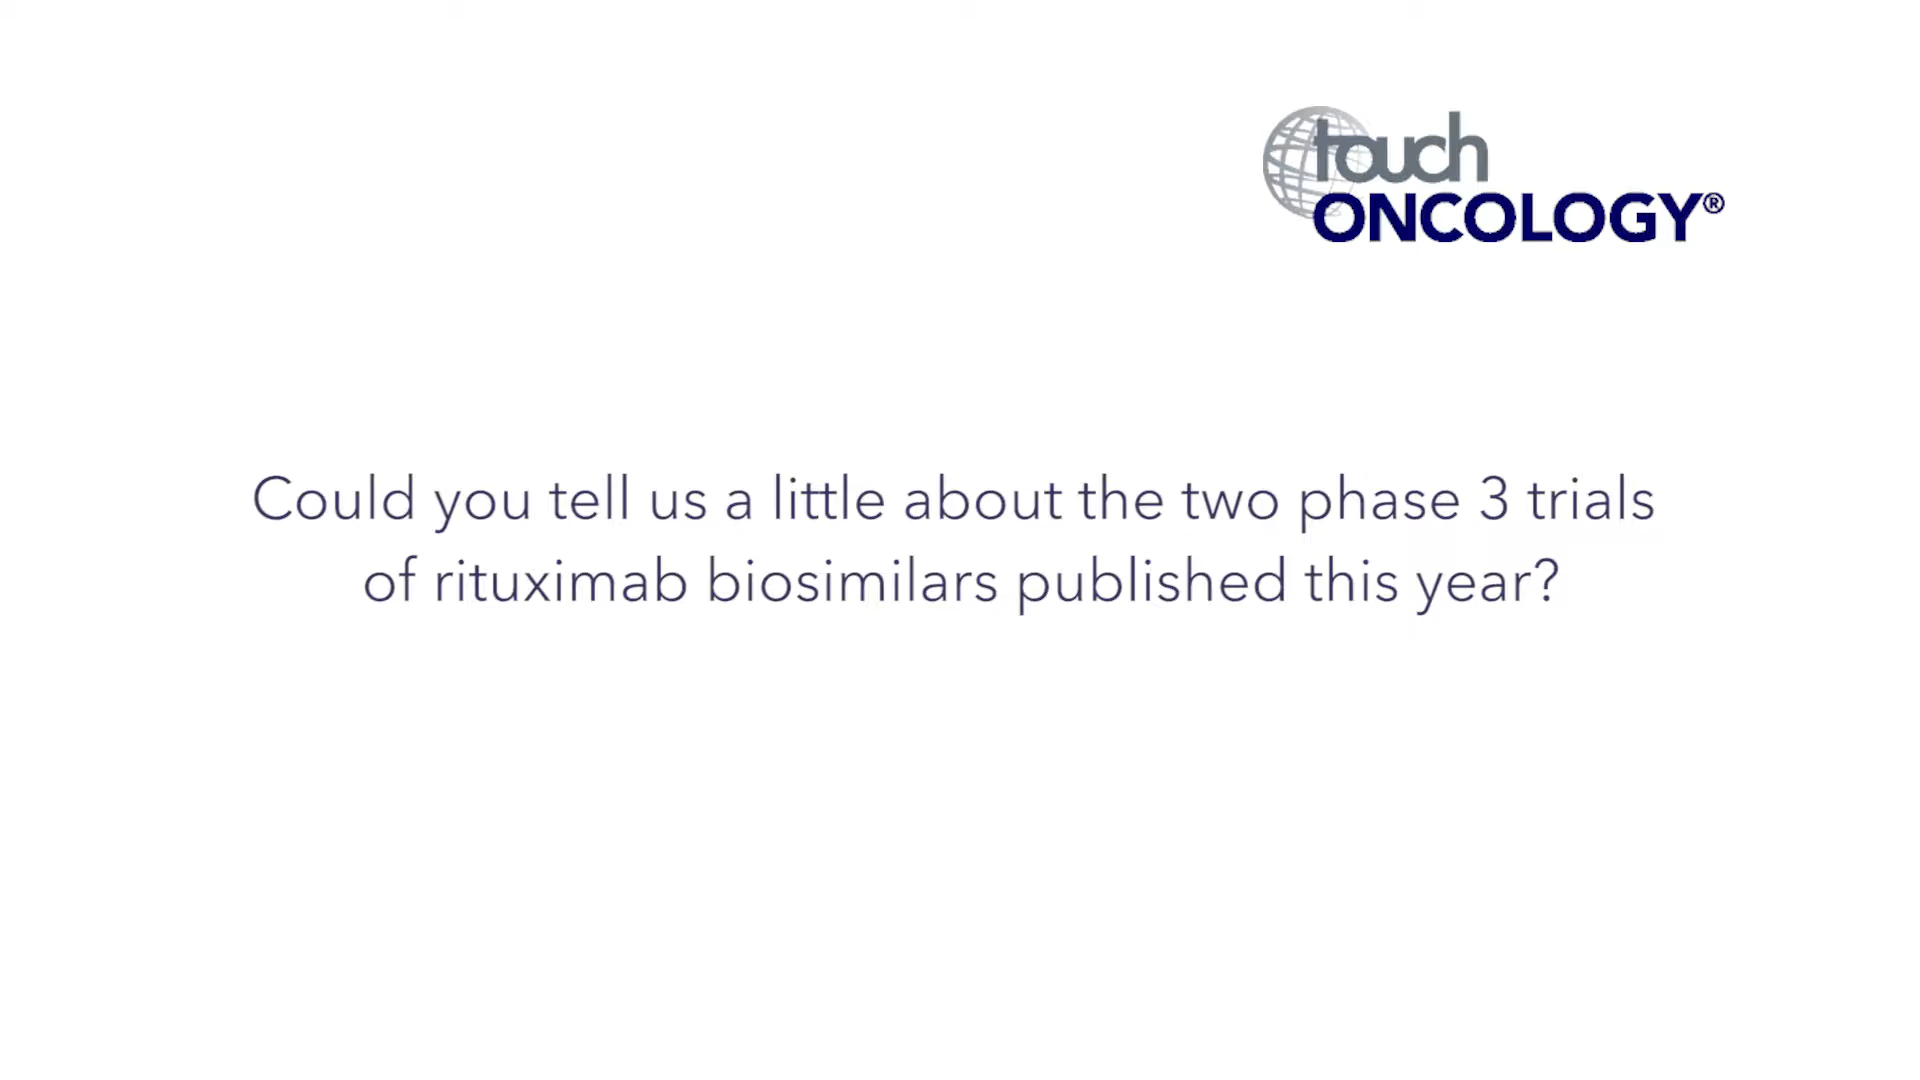 touch
ONCOLOGY®
Could you tell us a little about the two phase 3 trials
of rituximab biosimilars published this year?